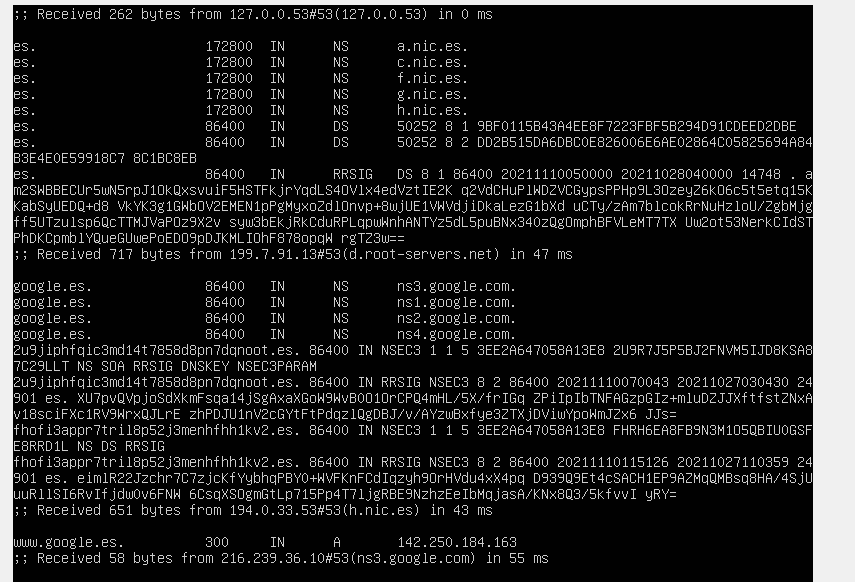 ;; Received 262 bytes from 127.0.0.53#53(127.0.0.53) in 0 ms
es. 172800 IN NS a.nic.es.
es. 172800 IN NS c.nic.es.
es. 172800 IN NS f.nic.es.
es. 172800 IN NS g.nic.es.
es. 172800 IN NS h.nic.es.
es. 86400 IN DS 50252 8 1 9BF0115B43A4EE8F7223FBF5B294D91CDEED2DBE
es. 86400 IN DS 50252 8 2 DD2B515DA6DBC0E826006E6AE02864C05825694A84
B3E4E0E59918C7 8C1BC8EB
es. 86400 IN RRSIG DS 8 1 86400 20211110050000 20211028040000 14748 . a
m2SWBBECUr5wN5rpJ1OkQxsvuiF5HSTFkjrYqdLS4OVlx4edVztIE2K q2VdCHuPlWDZVCGypsPPHp9L3OzeyZ6kO6c5t5etq15K
KabSyUEDQ+d8 VkYK3g1GWbOV2EMEN1pPgMyxoZdlOnvp+8wjUE1VWVdjiDkaLezG1bXd uCTy/zAm7blcokRrNuHzloU/ZgbMjg
ff5UTzulsp6QcTTMJVaPOz9X2v syw3bEkjRkCduRPLqpwWnhANTYz5dL5puBNx340zQgOmphBFVLeMT7TX Uw2ot53NerkCIdST
PhDKCpmblYQueGUwePoEDO9pDJKMLIOhF878opqW rgTZ3w==
;; Received 717 bytes from 199.7.91.13#53(d.root-servers.net) in 47 ms
google.es. 86400 IN NS ns3.google.com.
google.es. 86400 IN NS ns1.google.com.
google.es. 86400 IN NS ns2.google.com.
google.es. 86400 IN NS ns4.google.com.
2u9jiphfqic3md14t7858d8pn7dqnoot.es. 86400 IN NSEC3 1 1 5 3EE2A647058A13E8 2U9R7J5P5BJ2FNVM5IJD8KSA8
7C29LLT NS SOA RRSIG DNSKEY NSEC3PARAM
2u9jiphfqic3md14t7858d8pn7dqnoot.es. 86400 IN RRSIG NSEC3 8 2 86400 20211110070043 20211027030430 24
901 es. XU7pvQVpjoSdXkmFsqa14jSgAxaXGoW9WvB0O1OrCPQ4mHL/5X/frIGq ZPiIpIbTNFAGzpGIz+mluDZJJXftfstZNxA
v18sciFXc1RV9WrxQJLrE zhPDJU1nV2cGYtFtPdqzlQgDBJ/v/AYzwBxfye3ZTXjDViwYpoWmJZx6 JJs=
fhofi3appr7tril8p52j3menhfhh1kv2.es. 86400 IN NSEC3 1 1 5 3EE2A647058A13E8 FHRH6EA8FB9N3M1O5QBIU0GSF
E8RRD1L NS DS RRSIG
fhofi3appr7tril8p52j3menhfhh1kv2.es. 86400 IN RRSIG NSEC3 8 2 86400 20211110115126 20211027110359 24
901 es. eimlR22Jzchr7C7zjcKfYybhqPBY0+WVFKnFCdIqzyh9OrHVdu4xX4pq D939Q9Et4cSACH1EP9AZMqQMBsq8HA/4SjU
uuRllSI6RvIfjdw0v6FNW 6CsqXSOgmGtLp715Pp4T7ljgRBE9NzhzEeIbMqjasA/KNx8Q3/5kfvvI yRY=
;; Received 651 bytes from 194.0.33.53#53(h.nic.es) in 43 ms
www.google.es. 300 IN A 142.250.184.163
;; Received 58 bytes from 216.239.36.10#53(ns3.google.com) in 55 ms